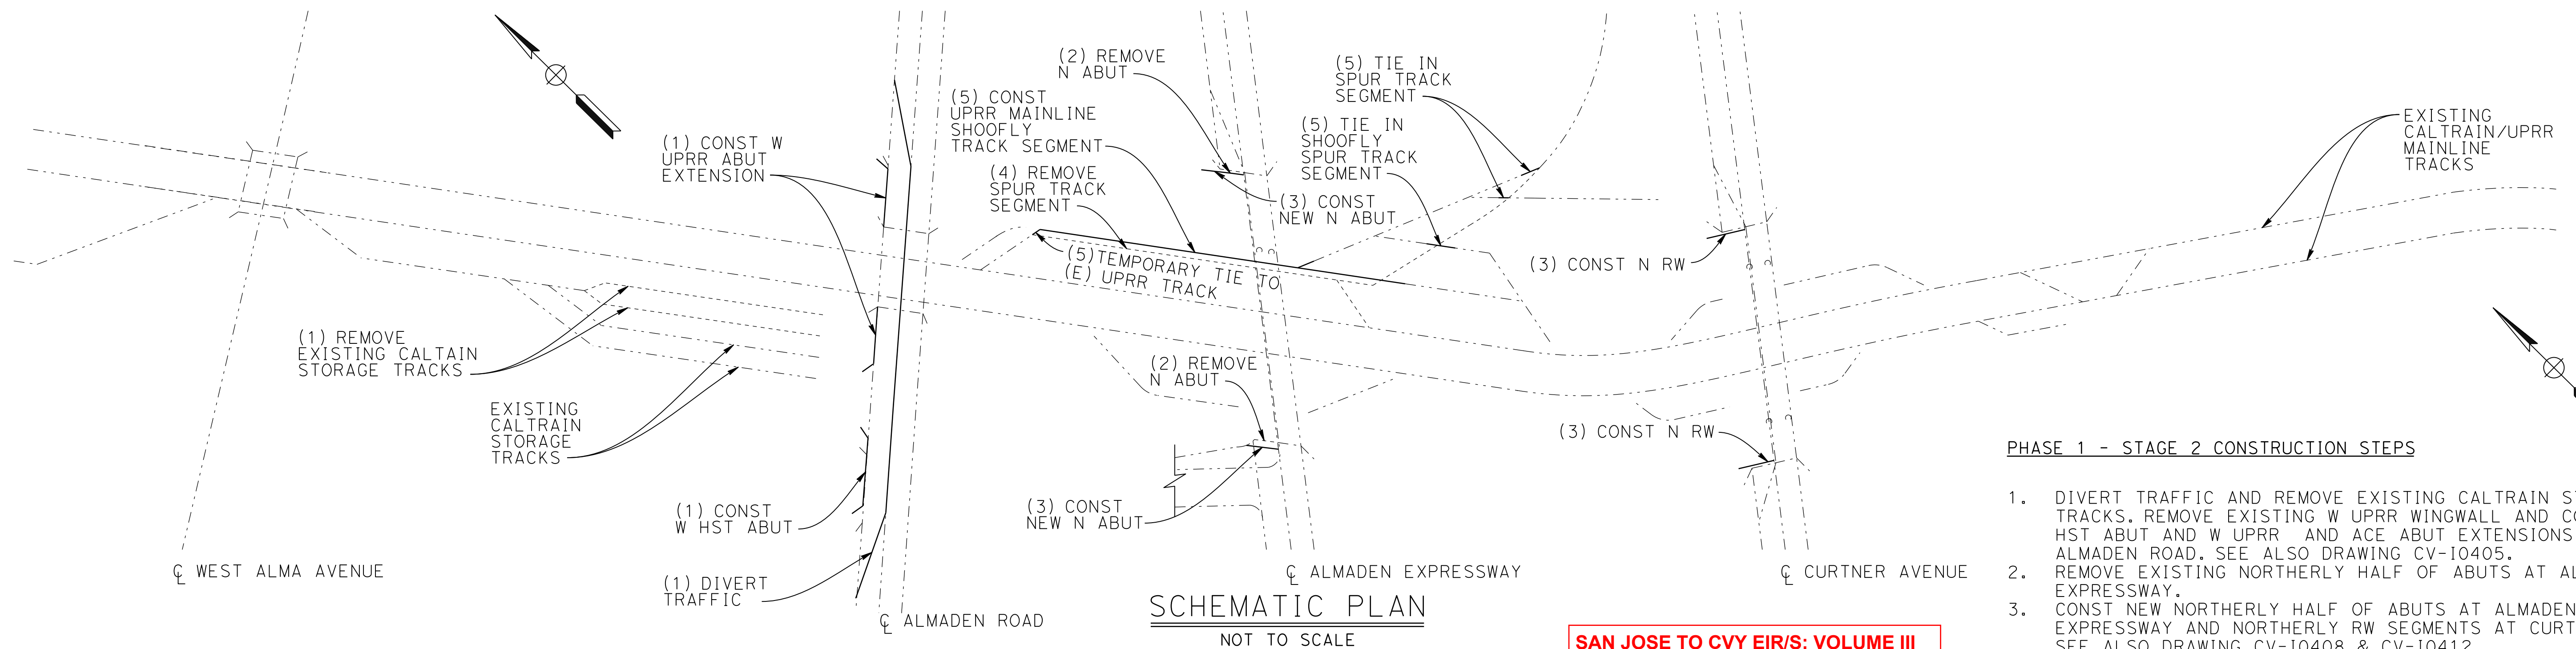 (1) CONST W
UPRR ABUT
EXTENSION
(5) CONST
UPRR MAINLINE
SHOOFLY
TRACK SEGMENT
(2) REMOVE
N ABUT
(4) REMOVE
SPUR TRACK
SEGMENT
(3) CONST
NEW N ABUT
(5) TIE IN
SPUR TRACK
SEGMENT
(5) TIE IN
SHOOFLY
SPUR TRACK
SEGMENT
(5)TEMPORARY TIE TO
(E) UPRR TRACK
(3) CONST N RW
EXISTING
CALTRAIN/UPRR
MAINLINE
TRACKS
(1) REMOVE
EXISTING CALTAIN
STORAGE TRACKS
EXISTING
CALTRAIN
STORAGE
TRACKS
(2) REMOVE
N ABUT
(3) CONST
NEW N ABUT
(3) CONST N RW
(1) CONST
W HST ABUT
(1) DIVERT
TRAFFIC
℄ WEST ALMA AVENUE
℄ ALMADEN ROAD
℄ ALMADEN EXPRESSWAY
℄ CURTNER AVENUE
SCHEMATIC PLAN
NOT TO SCALE
SAN JOSE TO CVY EIR/S: VOLUME III
PHASE 1 - STAGE 2 CONSTRUCTION STEPS
1. DIVERT TRAFFIC AND REMOVE EXISTING CALTRAIN
TRACKS. REMOVE EXISTING W UPRR WINGWALL AND
HST ABUT AND W UPRR AND ACE ABUT EXTENSIONS
ALMADEN ROAD. SEE ALSO DRAWING CV-I0405.
2. REMOVE EXISTING NORTHERLY HALF OF ABUTS AT
EXPRESSWAY.
3. CONST NEW NORTHERLY HALF OF ABUTS AT ALMADEN
EXPRESSWAY AND NORTHERLY RW SEGMENTS AT
SEE ALSO DRAWING CV-I0408 & CV-I0412